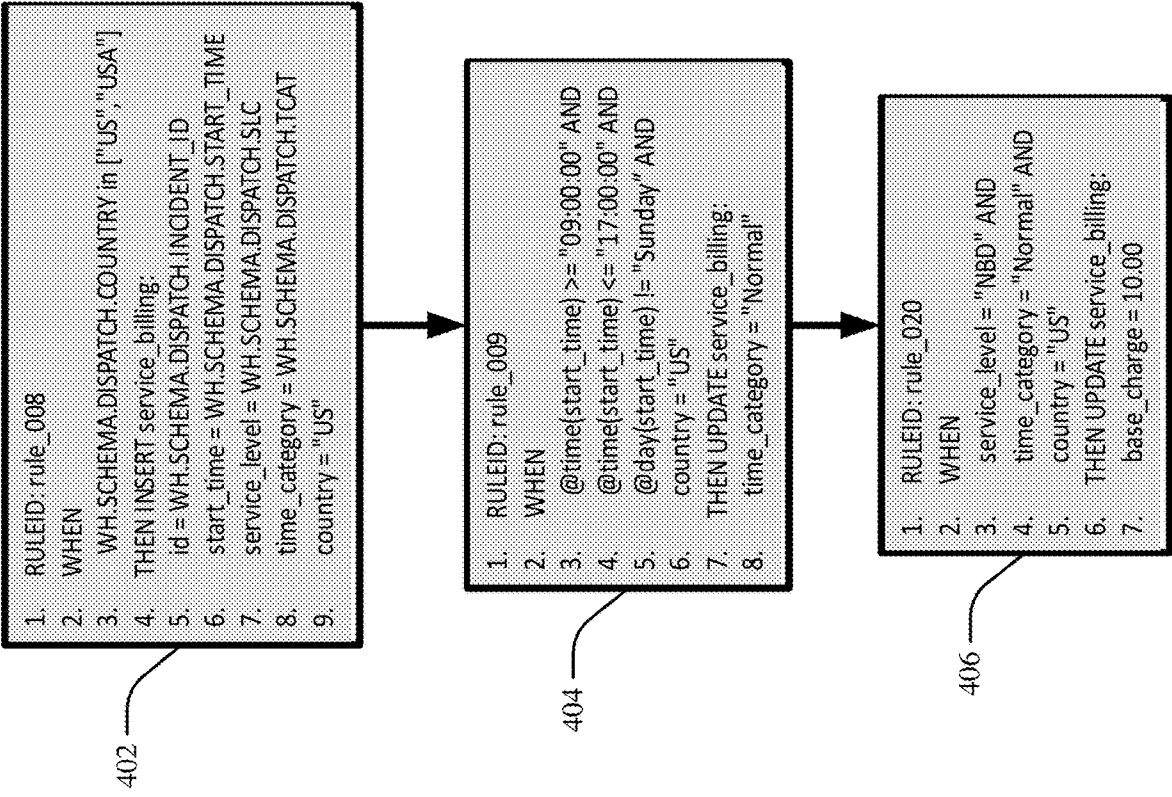 1. RULEID: rule_008
2. WHEN
3. WH.SCHEMA.DISPATCH.COUNTRY in ["US","USA"]
4. THEN INSERT service_billing:
5. id = WH.SCHEMA.DISPATCH.INCIDENT_ID
6. start_time = WH.SCHEMA.DISPATCH.START_TIME
7. service_level = WH.SCHEMA.DISPATCH.SLC
8. time_category = WH.SCHEMA.DISPATCH.TCAT
9. country = "US"
402
1. RULEID: rule_009
2. WHEN
3. @time(start_time) >= "09:00.00" AND
4. @time(start_time) <= "17:00:00" AND
5. @day(start_time) != "Sunday" AND
6. country = "US"
7. THEN UPDATE service_billing:
8. time_category = "Normal"
404
1 RULEID: rule_020
2. WHEN
3. service_level = "NBD" AND
4. time_category = "Normal" AND
5. country = "US"
6. THEN UPDATE service_billing:
7. base_charge = 10.00
406